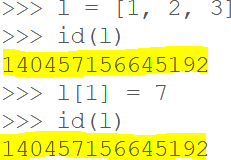 >>> l = [1, 2, 3]
>>> id(l)
140457156645192
>>> l[1] = 7
>>> id(l)
140457156645192